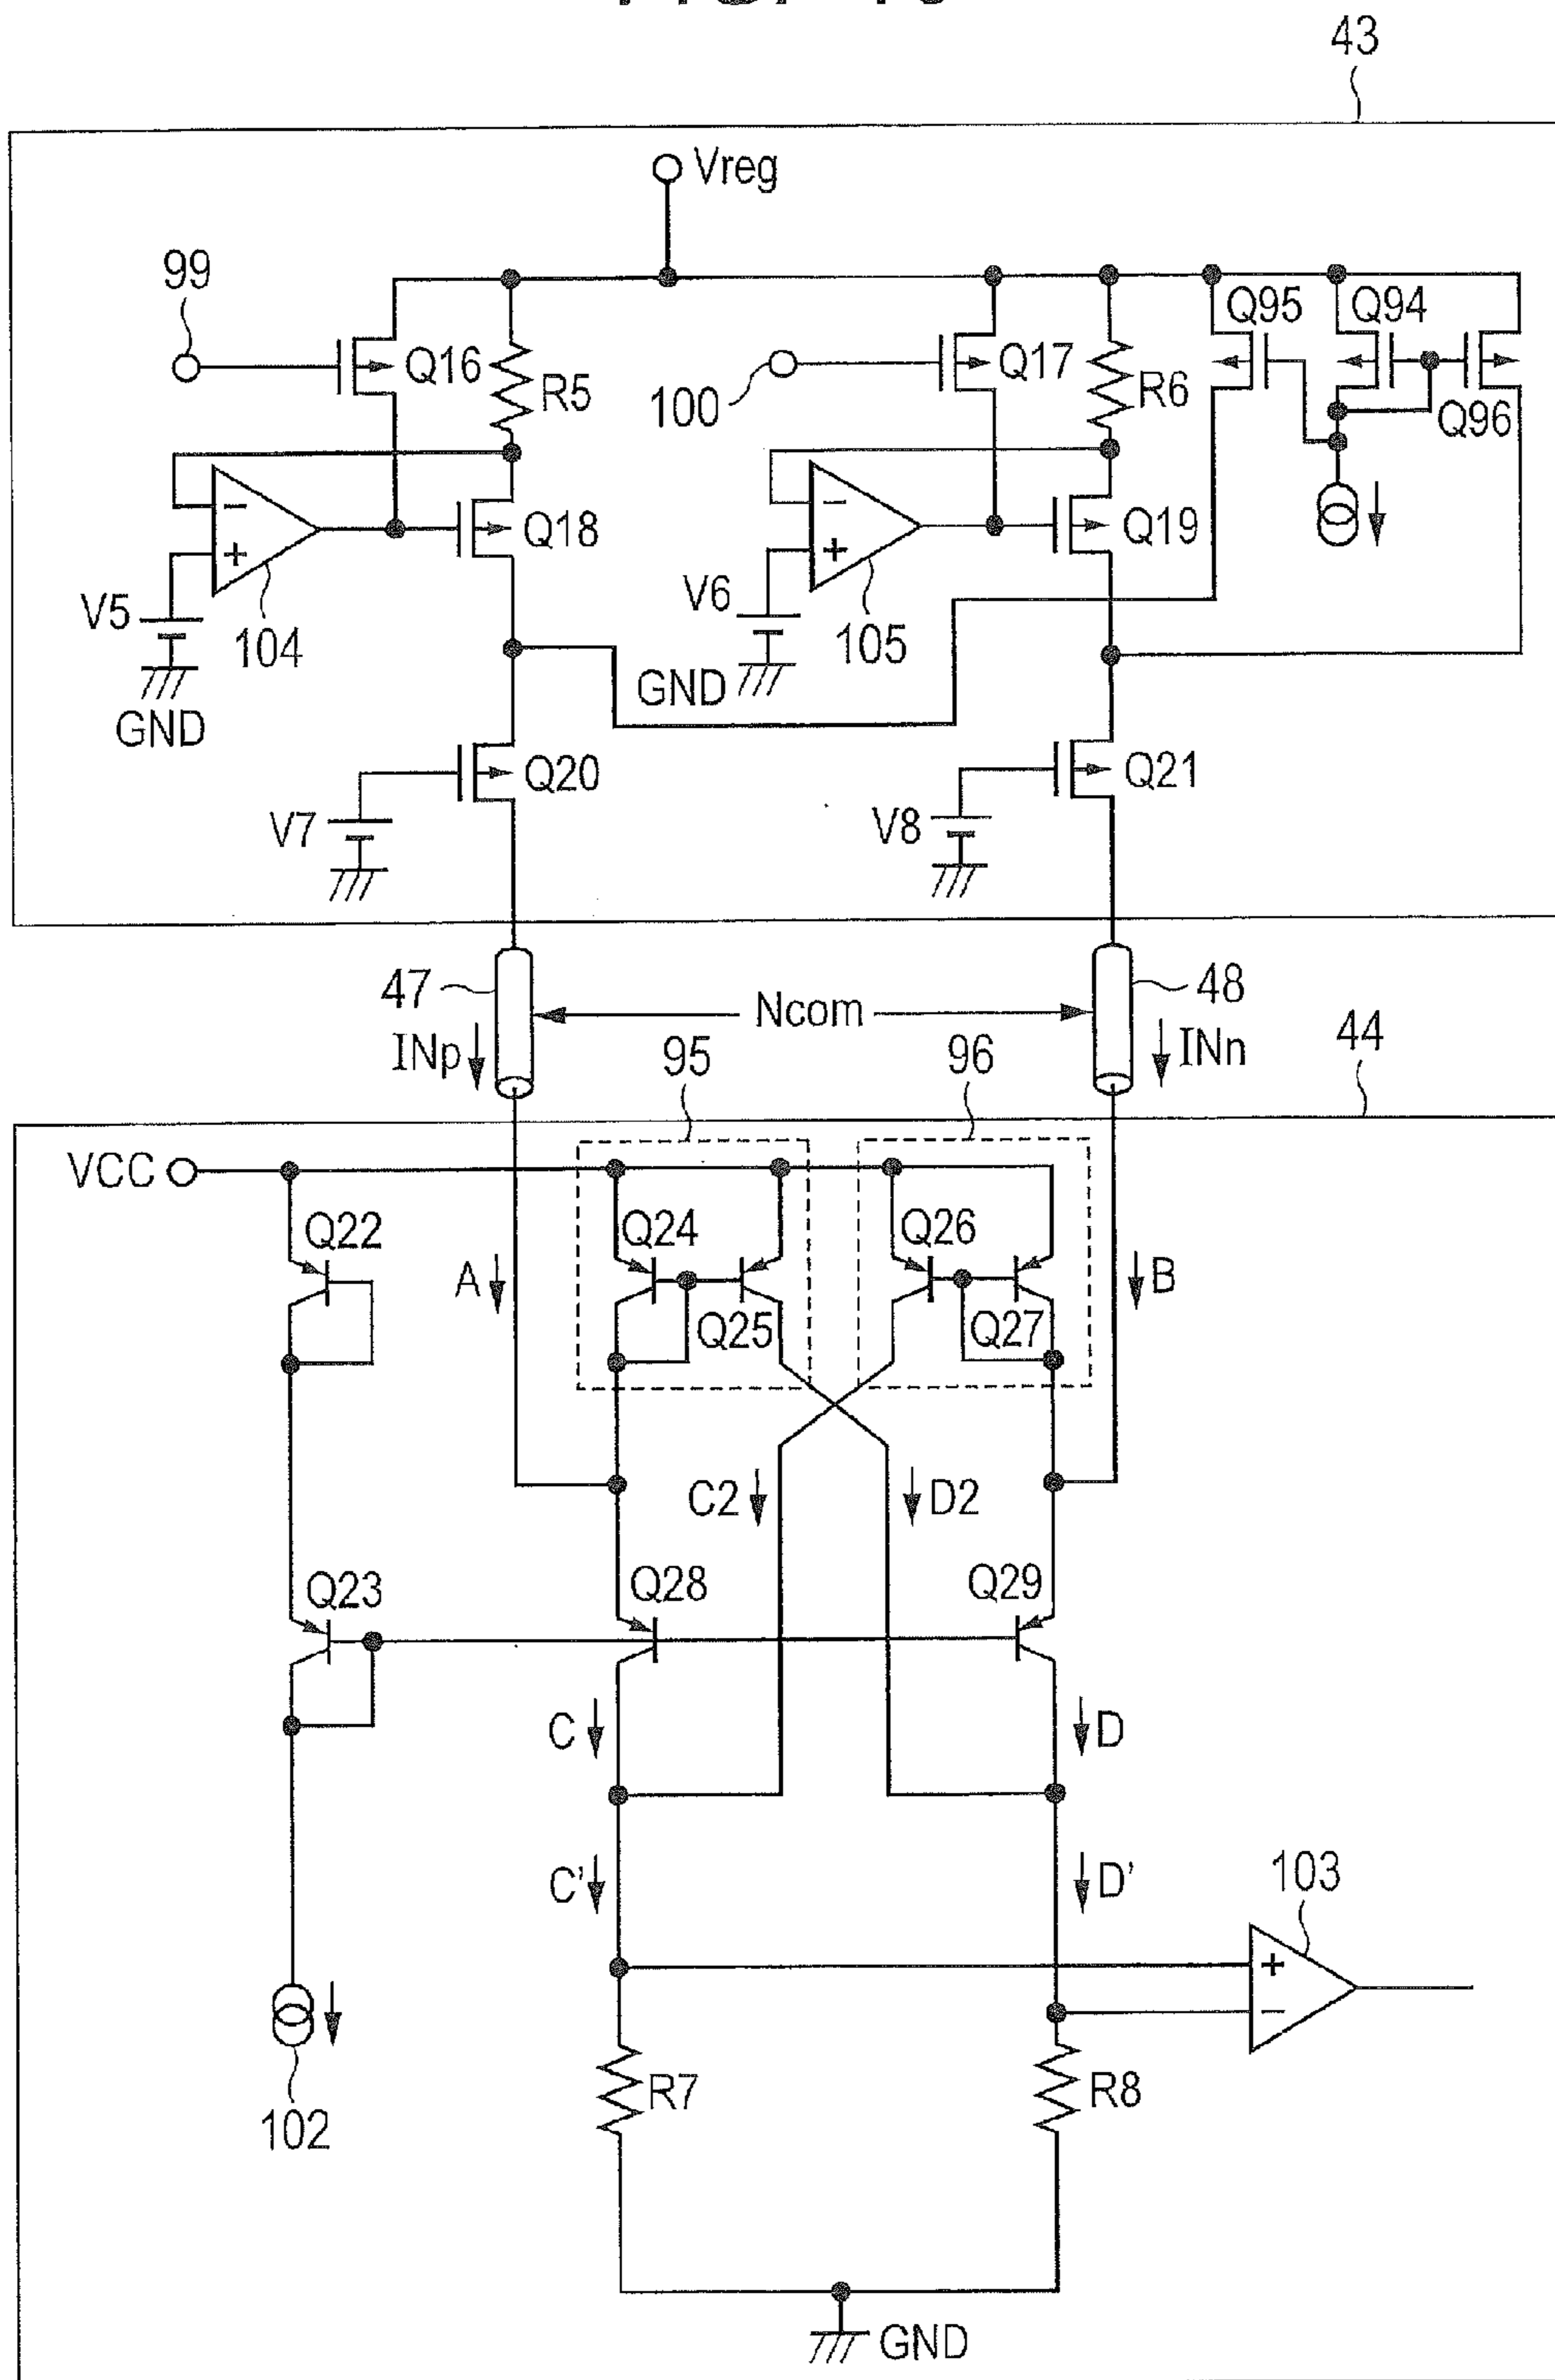 43
Vreg
99
Q16
R5
100
Q17
R6
Q95
Q94
Q96
−
+
104
Q18
V5
GND
−
+
105
Q19
V6
GND
Q20
V7
Q21
V8
47
Ncom
48
INp
INn
95
96
44
VCC
Q22
Q24
Q25
Q26
Q27
A
B
C2
D2
Q23
Q28
Q29
C
D
C'
D'
103
+
−
102
R7
R8
GND